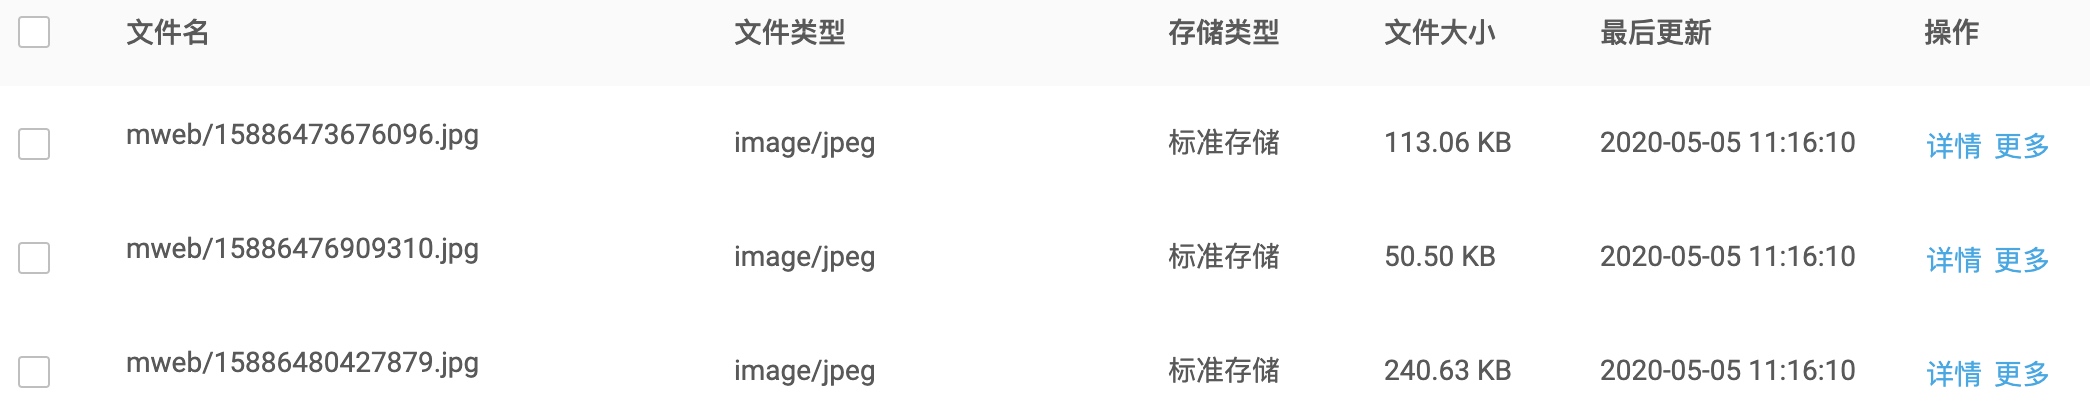 文件名 文件类型 存储类型 文件大小 最后更新 操作
mweb/15886473676096.jpg image/jpeg 标准存储 113.06 KB 2020-05-05 11:16:10 详情 更多
mweb/15886476909310.jpg image/jpeg 标准存储 50.50 KB 2020-05-05 11:16:10 详情 更多
mweb/15886480427879.jpg image/jpeg 标准存储 240.63 KB 2020-05-05 11:16:10 详情 更多